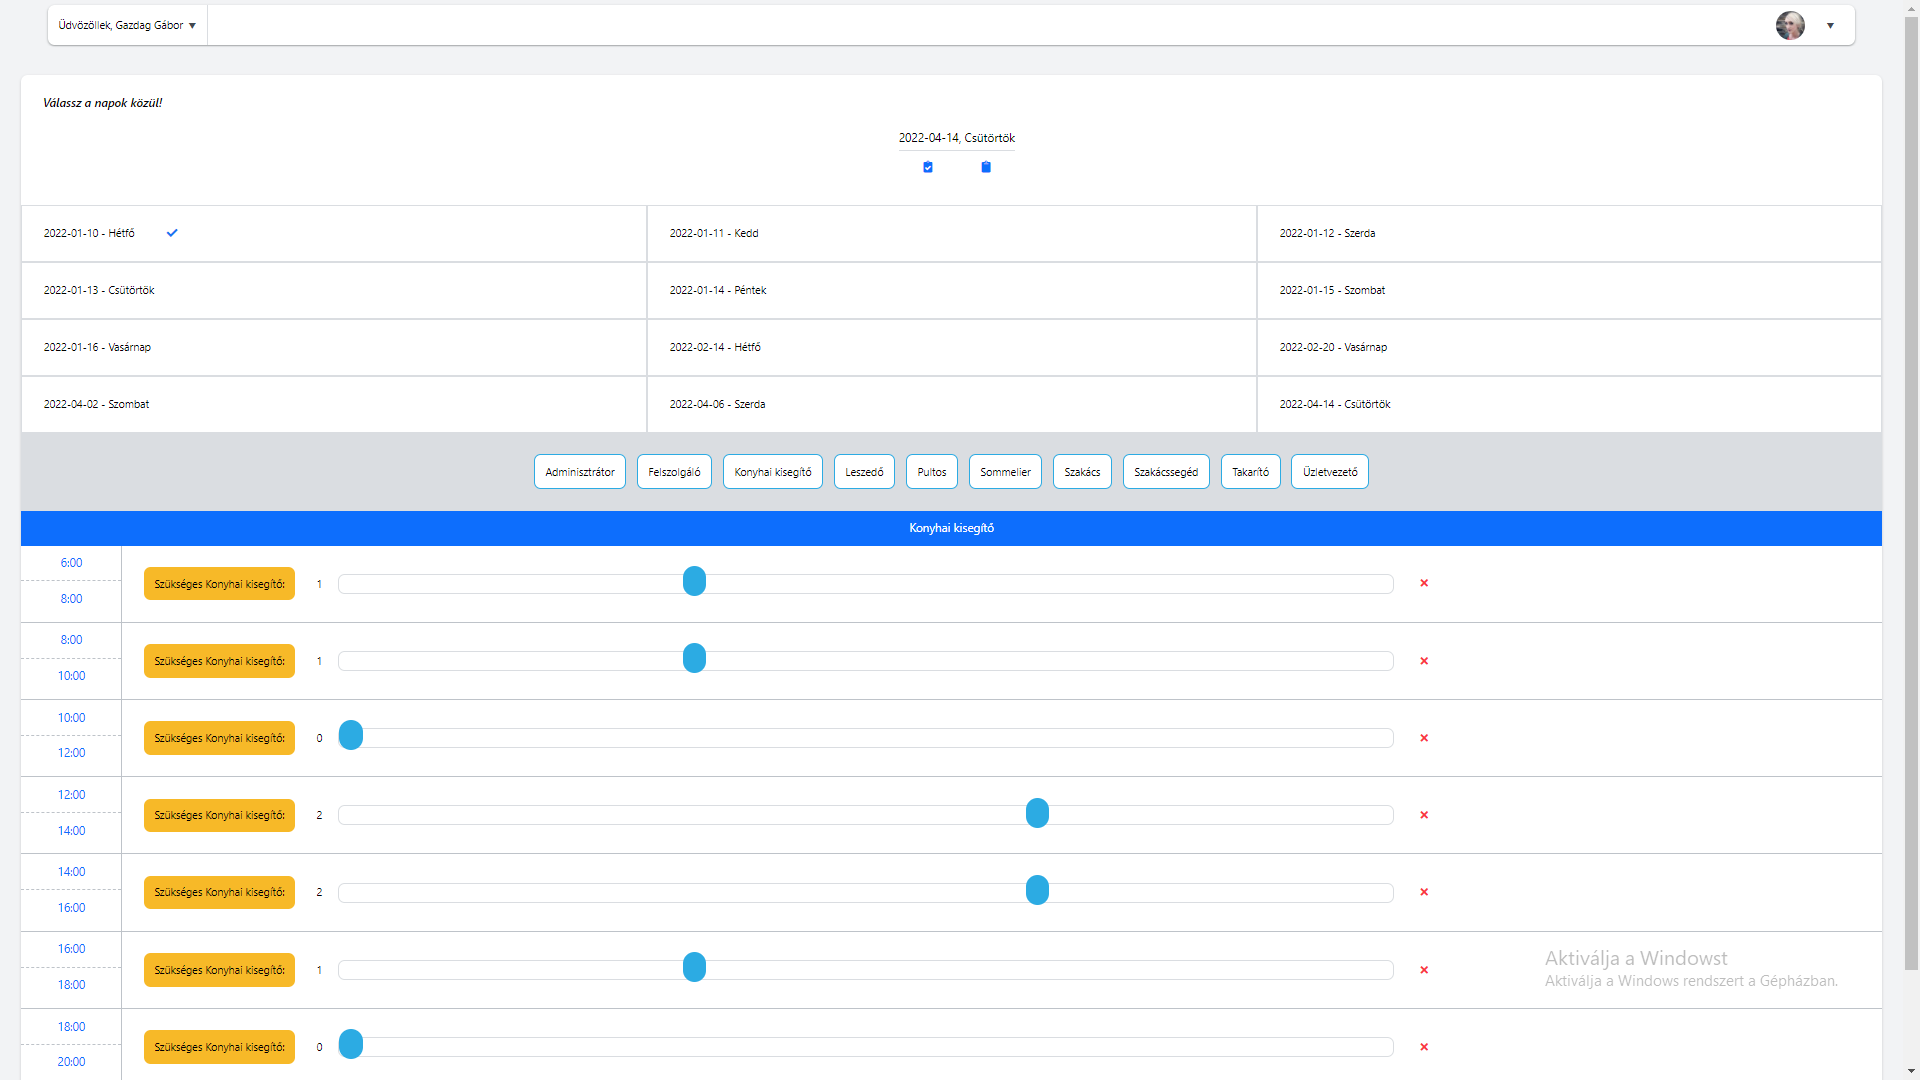 Üdvözöllek, Gazdag Gábor
Válassz a napok közül!
2022-04-14, Csütörtök
2022-01-10 - Hétfő
2022-01-11 - Kedd
2022-01-12 - Szerda
2022-01-13 - Csütörtök
2022-01-14 - Péntek
2022-01-15 - Szombat
2022-01-16 - Vasárnap
2022-02-14 - Hétfő
2022-02-20 - Vasárnap
2022-04-02 - Szombat
2022-04-06 - Szerda
2022-04-14 - Csütörtök
Adminisztrátor
Felszolgáló
Konyhai kisegítő
Leszedő
Pultos
Sommelier
Szakács
Szakácssegéd
Takarító
Üzletvezető
Konyhai kisegítő
6:00
8:00
Szükséges Konyhai kisegítő: 1
8:00
10:00
Szükséges Konyhai kisegítő: 1
10:00
12:00
Szükséges Konyhai kisegítő: 0
12:00
14:00
Szükséges Konyhai kisegítő: 2
14:00
16:00
Szükséges Konyhai kisegítő: 2
16:00
18:00
Szükséges Konyhai kisegítő: 1
18:00
20:00
Szükséges Konyhai kisegítő: 0
Aktiválja a Windowst
Aktiválja a Windows rendszert a Gépházban.